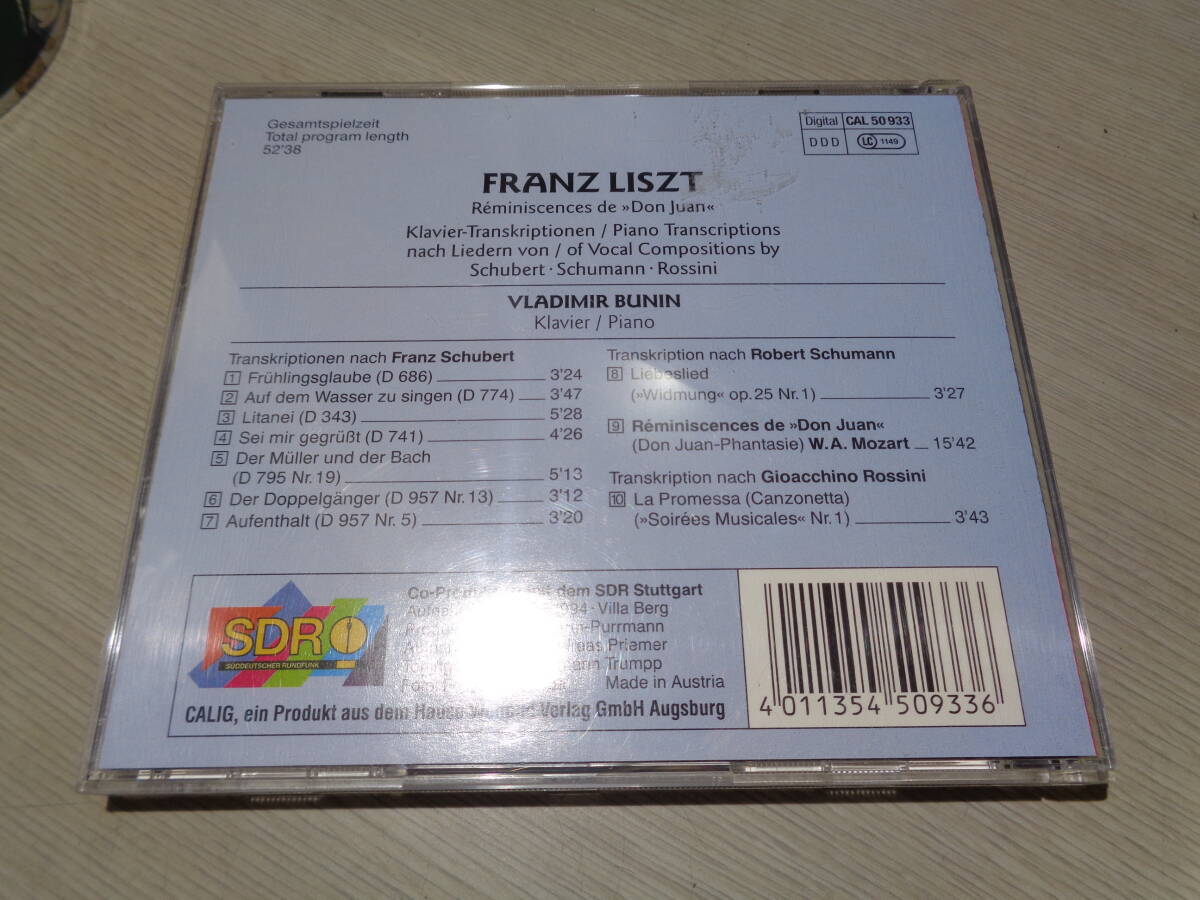 Gesamtspielzeit
Total program length
52'38
Digital CAL 50 933
DDD LC 1149
FRANZ LISZT
Réminiscences de »Don Juan«
Klavier-Transkriptionen / Piano Transcriptions
nach Liedern von / of Vocal Compositions by
Schubert · Schumann · Rossini
VLADIMIR BUNIN
Klavier / Piano
Transkriptionen nach Franz Schubert
1 Frühlingsglaube (D 686) 3'24
2 Auf dem Wasser zu singen (D 774) 3'47
3 Litanei (D 343) 5'28
4 Sei mir gegrüßt (D 741) 4'26
5 Der Müller und der Bach
(D 795 Nr. 19) 5'13
6 Der Doppelgänger (D 957 Nr. 13) 3'12
7 Aufenthalt (D 957 Nr. 5) 3'20
Transkription nach Robert Schumann
8 Liebeslied
(»Widmung« op. 25 Nr. 1) 3'27
9 Réminiscences de »Don Juan«
(Don Juan-Phantasie) W. A. Mozart 15'42
Transkription nach Gioacchino Rossini
10 La Promessa (Canzonetta)
(»Soirées Musicales« Nr. 1) 3'43
SDR
SÜDDEUTSCHER RUNDFUNK
dem SDR Stuttgart
· Villa Berg
-Purrmann
Priemer
Trumpp
Made in Austria
CALIG, ein Produkt aus dem Hause Verlag GmbH Augsburg
4 011354 509336